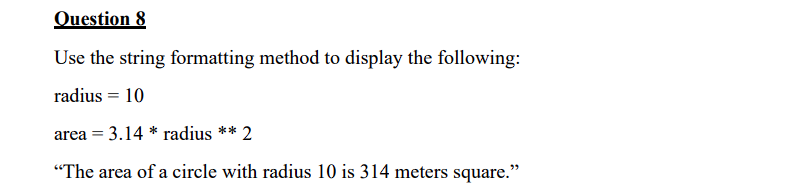 Question 8
Use the string formatting method to display the following:
radius = 10
area = 3.14 * radius ** 2
“The area of a circle with radius 10 is 314 meters square.”